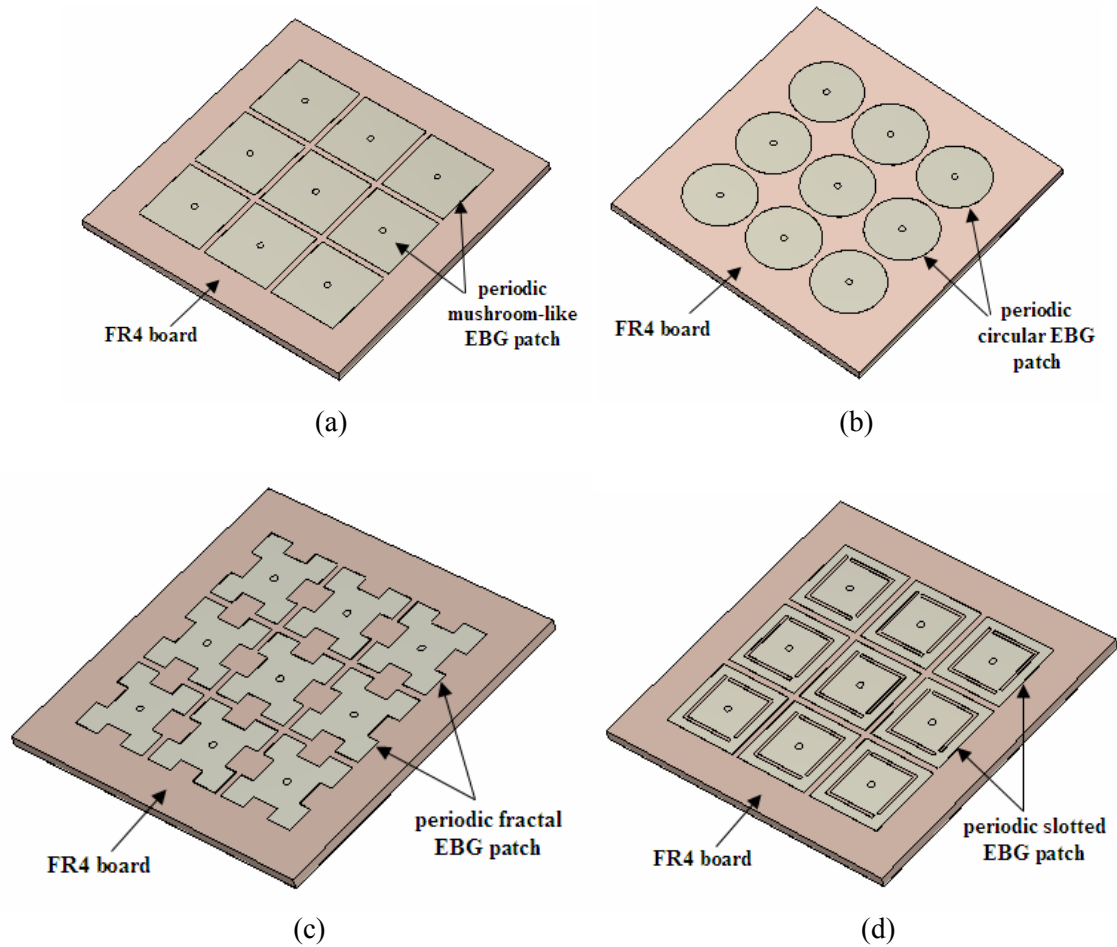 FR4 board
periodic
mushroom-like
EBG patch
(a)
FR4 board
periodic
circular EBG
patch
(b)
FR4 board
periodic fractal
EBG patch
(c)
FR4 board
periodic slotted
EBG patch
(d)